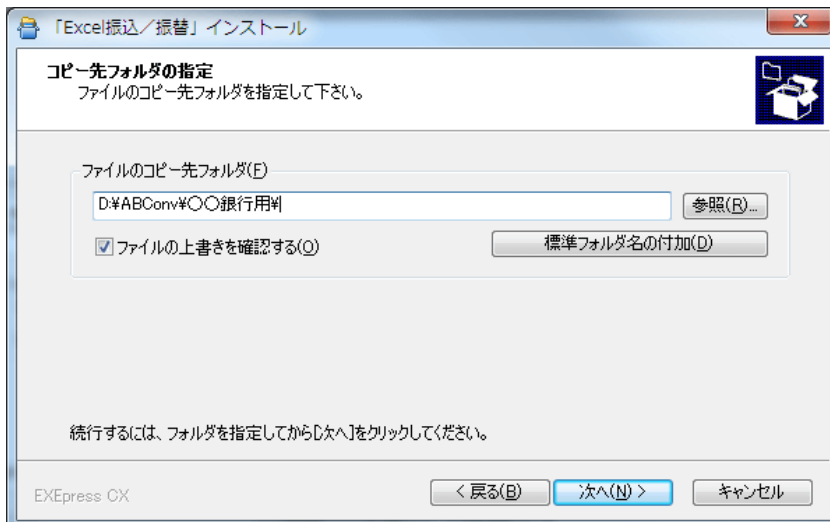 「Excel振込／振替」インストール
コピー先フォルダの指定
ファイルのコピー先フォルダを指定して下さい。
ファイルのコピー先フォルダ(F)
D:¥ABConv¥〇〇銀行用¥
参照(R)...
ファイルの上書きを確認する(O)
標準フォルダ名の付加(D)
続行するには、フォルダを指定してから[次へ]をクリックしてください。
EXEpress CX
< 戻る(B)
次へ(N) >
キャンセル